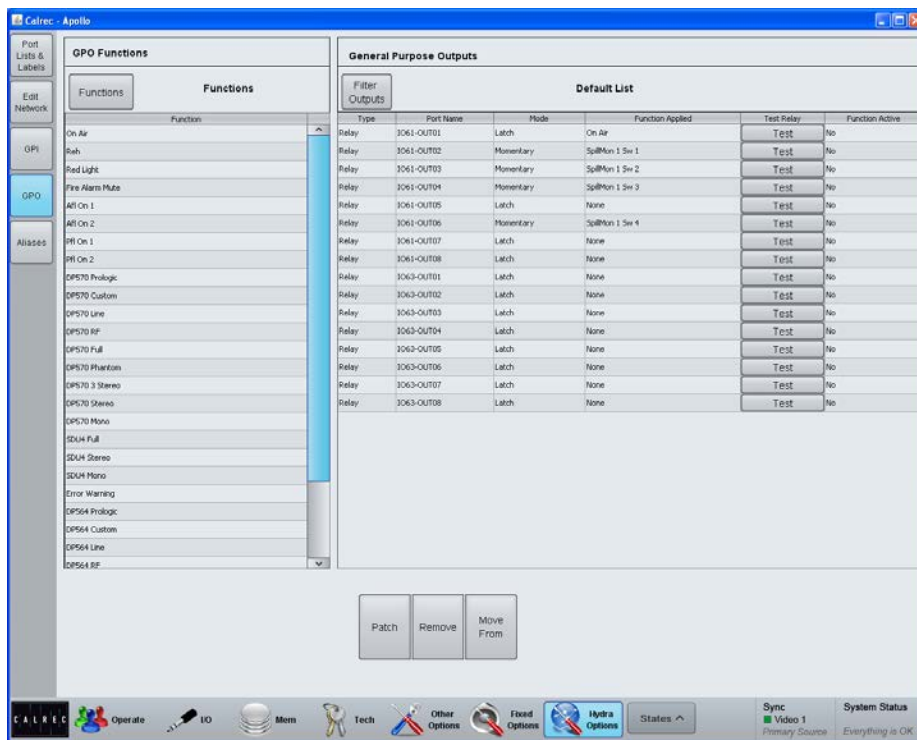 Calrec - Apollo
Port Lists & Labels
Edit Network
GPI
GPO
Aliases
GPO Functions
Functions
Functions
Function
On Air
Reh
Red Light
Fire Alarm Mute
Afl On 1
Afl On 2
Pfl On 1
Pfl On 2
DP570 Prologic
DP570 Custom
DP570 Line
DP570 RF
DP570 Full
DP570 Phantom
DP570 3 Stereo
DP570 Stereo
DP570 Mono
SDU4 Full
SDU4 Stereo
SDU4 Mono
Error Warning
DP564 Prologic
DP564 Custom
DP564 Line
DP564 RF
General Purpose Outputs
Filter Outputs
Default List
Type Port Name Mode Function Applied Test Relay Function Active
Relay IO61-OUT01 Latch On Air Test No
Relay IO61-OUT02 Momentary SpillMon 1 Sw 1 Test No
Relay IO61-OUT03 Momentary SpillMon 1 Sw 2 Test No
Relay IO61-OUT04 Momentary SpillMon 1 Sw 3 Test No
Relay IO61-OUT05 Latch None Test No
Relay IO61-OUT06 Momentary SpillMon 1 Sw 4 Test No
Relay IO61-OUT07 Latch None Test No
Relay IO61-OUT08 Latch None Test No
Relay IO63-OUT01 Latch None Test No
Relay IO63-OUT02 Latch None Test No
Relay IO63-OUT03 Latch None Test No
Relay IO63-OUT04 Latch None Test No
Relay IO63-OUT05 Latch None Test No
Relay IO63-OUT06 Latch None Test No
Relay IO63-OUT07 Latch None Test No
Relay IO63-OUT08 Latch None Test No
Patch
Remove
Move From
CALREC
Operate
I/O
Mem
Tech
Other Options
Fixed Options
Hydra Options
States
Sync
Video 1
Primary Source
System Status
Everything is OK